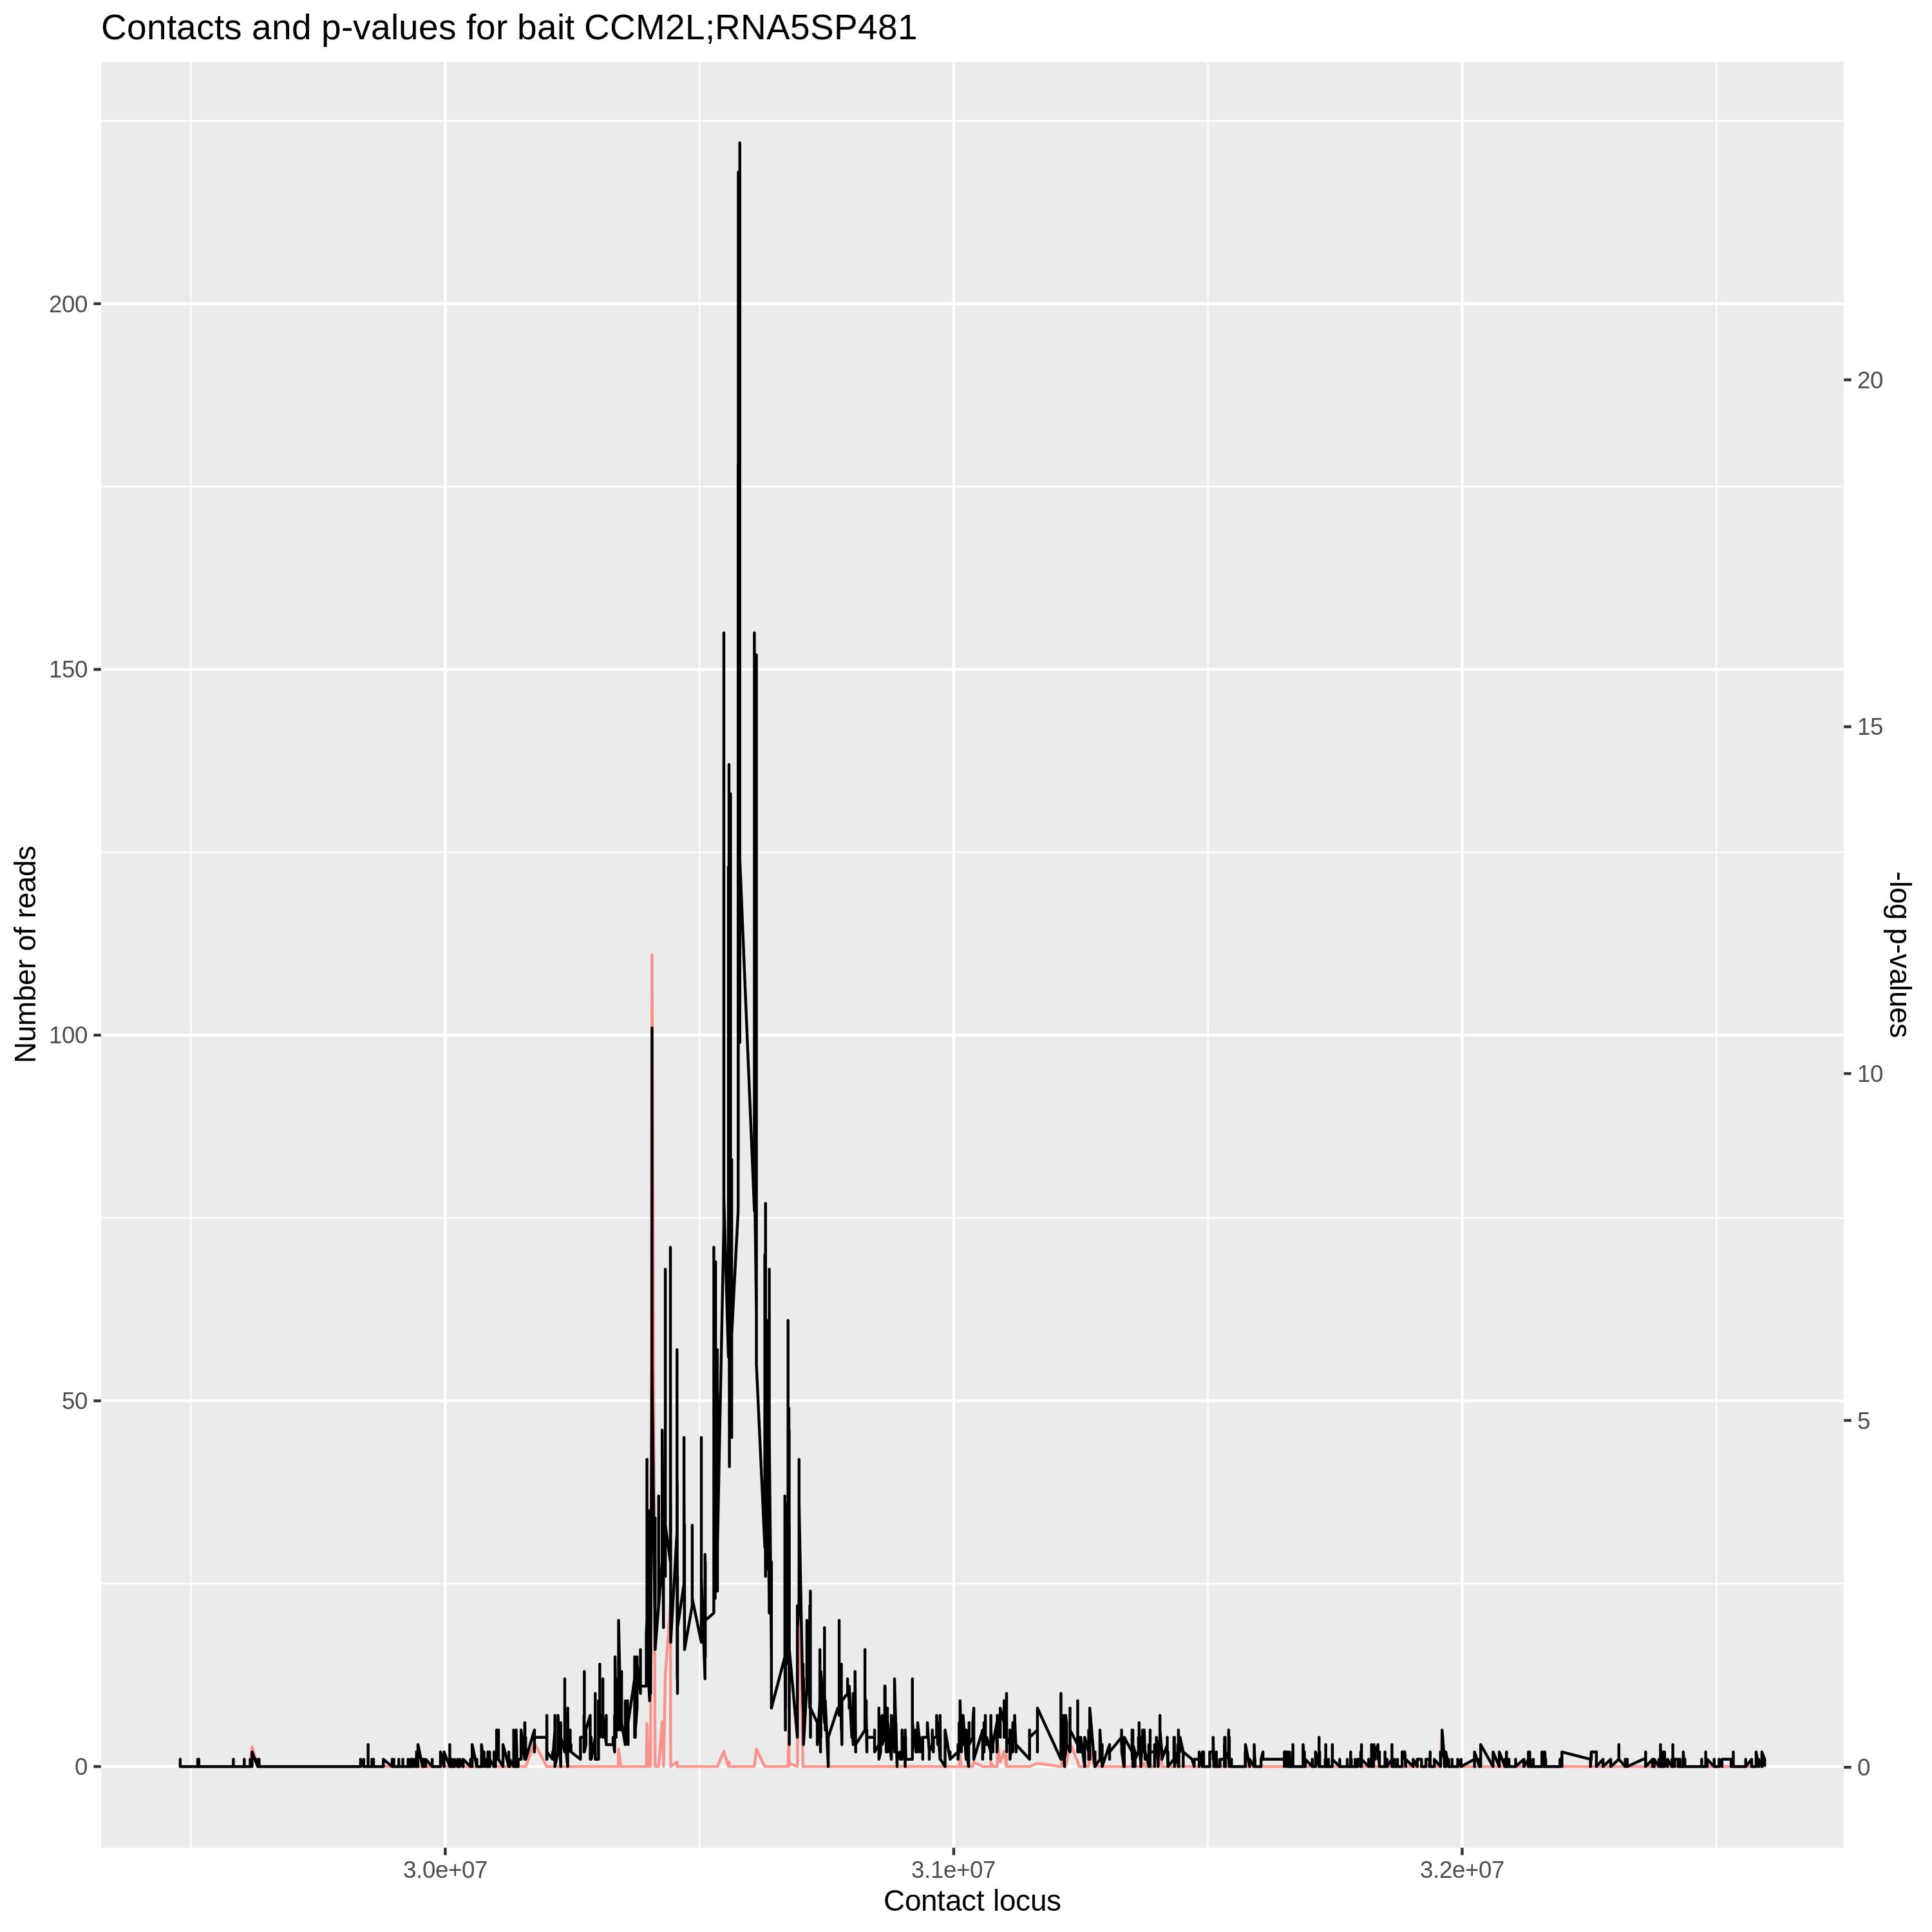 Contacts and p-values for bait CCM2L;RNA5SP481
Number of reads
200
150
100
50
0
20
15
10
5
0
-log p-values
3.0e+07
3.1e+07
3.2e+07
Contact locus